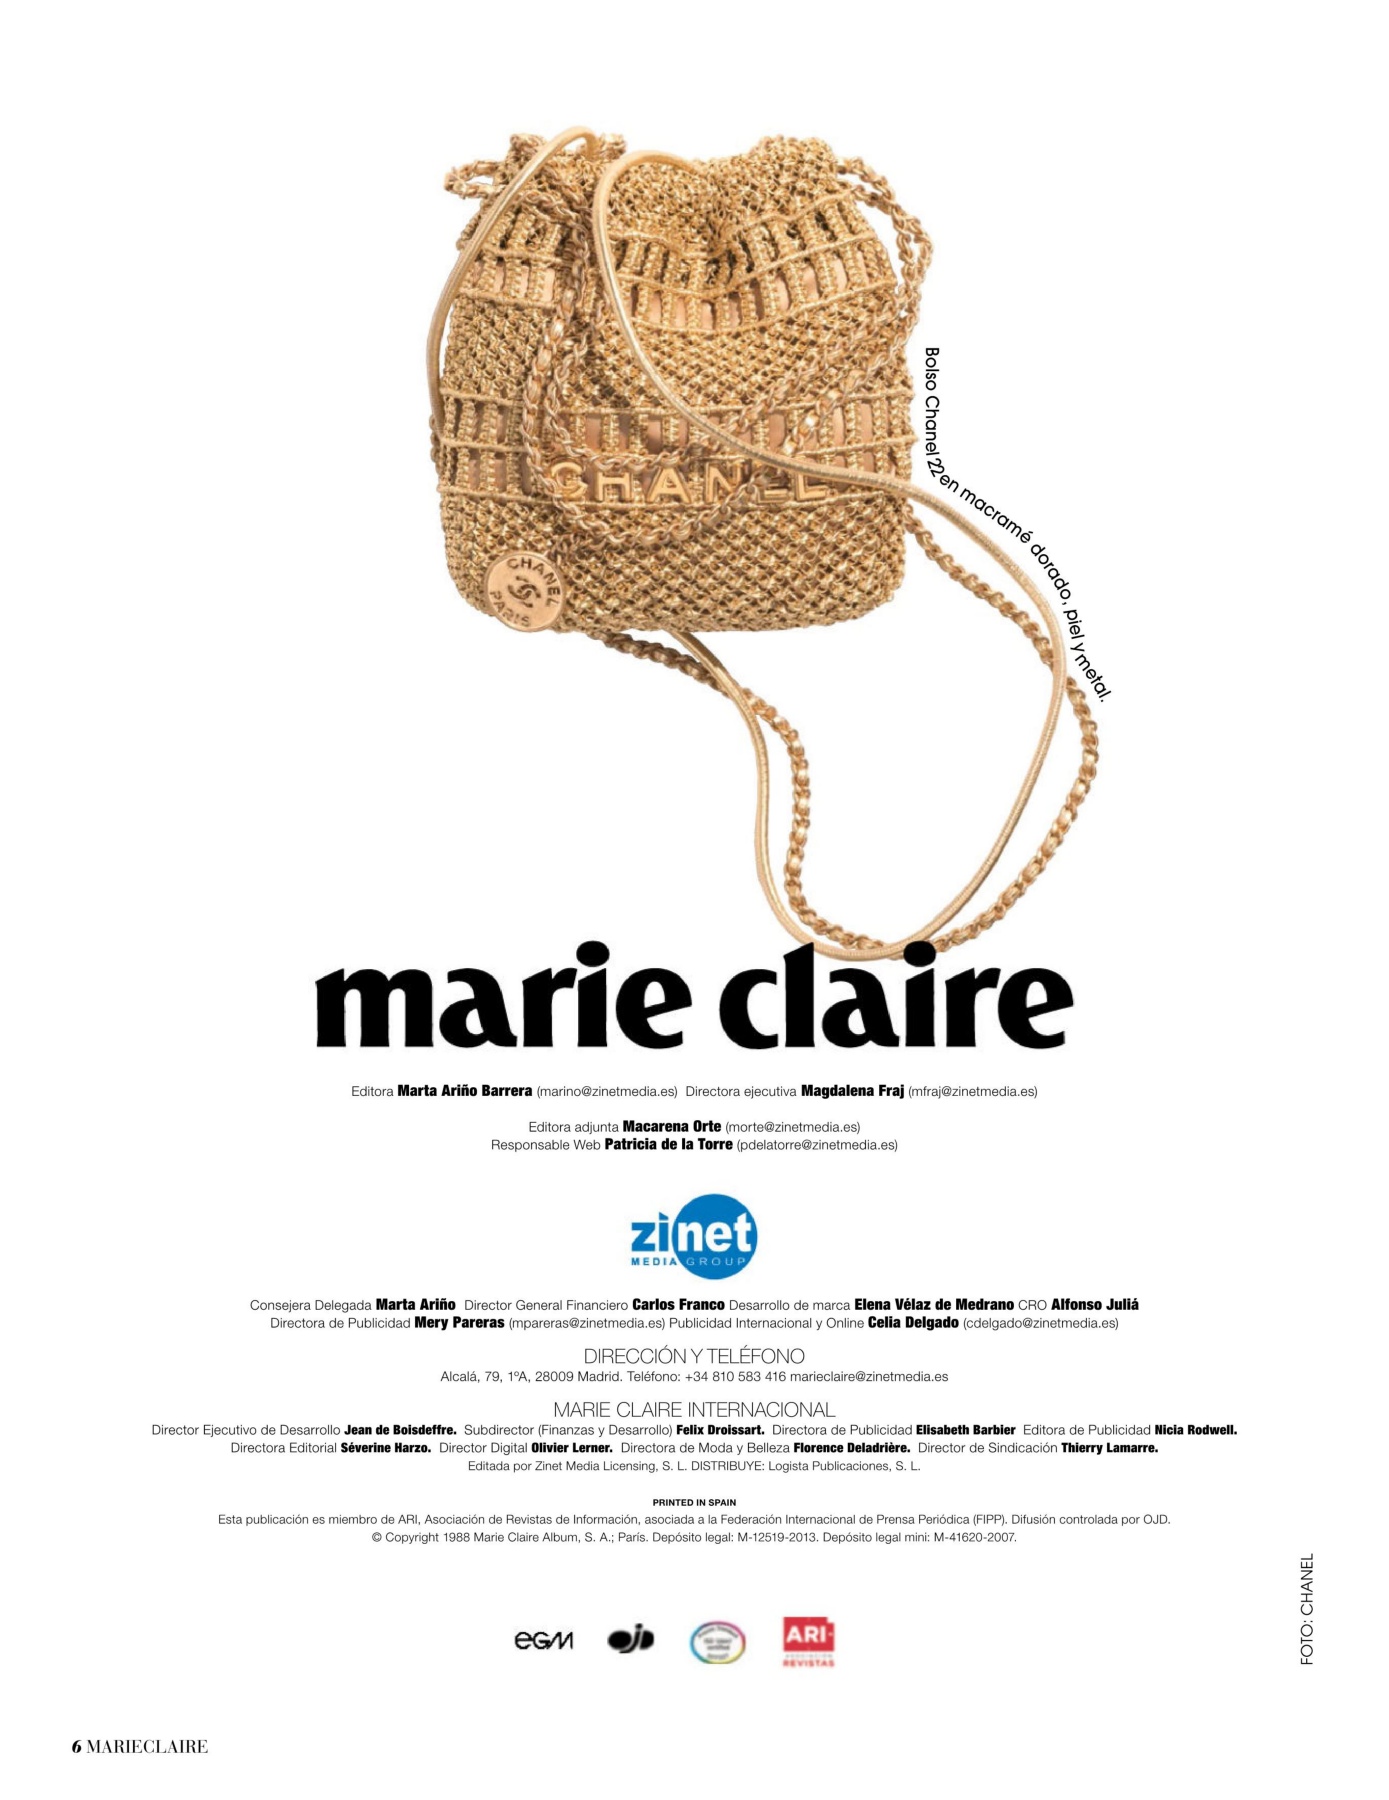 CHANEL
CHANEL
PARIS
Bolso Chanel 22 en macramé dorado, piel y metal.
marie claire
Editora Marta Ariño Barrera (marino@zinetmedia.es) Directora ejecutiva Magdalena Fraj (mfraj@zinetmedia.es)
Editora adjunta Macarena Orte (morte@zinetmedia.es)
Responsable Web Patricia de la Torre (pdelatorre@zinetmedia.es)
zinet
MEDIA GROUP
Consejera Delegada Marta Ariño Director General Financiero Carlos Franco Desarrollo de marca Elena Vélaz de Medrano CRO Alfonso Juliá
Directora de Publicidad Mery Pareras (mpareras@zinetmedia.es) Publicidad Internacional y Online Celia Delgado (cdelgado@zinetmedia.es)
DIRECCIÓN Y TELÉFONO
Alcalá, 79, 1ºA, 28009 Madrid. Teléfono: +34 810 583 416 marieclaire@zinetmedia.es
MARIE CLAIRE INTERNACIONAL
Director Ejecutivo de Desarrollo Jean de Boisdeffre. Subdirector (Finanzas y Desarrollo) Felix Droissart. Directora de Publicidad Elisabeth Barbier Editora de Publicidad Nicia Rodwell.
Directora Editorial Séverine Harzo. Director Digital Olivier Lerner. Directora de Moda y Belleza Florence Deladrière. Director de Sindicación Thierry Lamarre.
Editada por Zinet Media Licensing, S. L. DISTRIBUYE: Logista Publicaciones, S. L.
PRINTED IN SPAIN
Esta publicación es miembro de ARI, Asociación de Revistas de Información, asociada a la Federación Internacional de Prensa Periódica (FIPP). Difusión controlada por OJD.
© Copyright 1988 Marie Claire Album, S. A.; París. Depósito legal: M-12519-2013. Depósito legal mini: M-41620-2007.
FOTO: CHANEL
eGM
ojd
ARI
REVISTAS
6 MARIECLAIRE